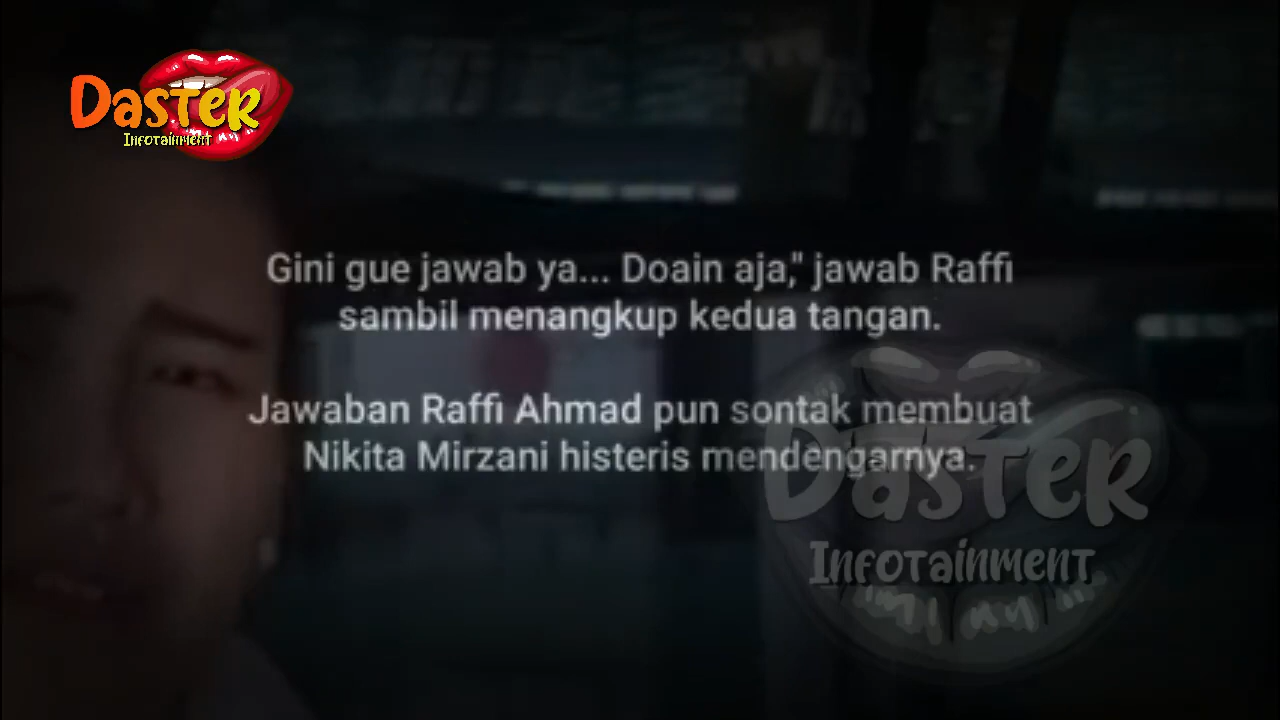 DasTER
Infotainment
Gini gue jawab ya... Doain aja," jawab Raffi
sambil menangkup kedua tangan.
Jawaban Raffi Ahmad pun sontak membuat
Nikita Mirzani histeris mendengarnya.
DasTER
Infotainment